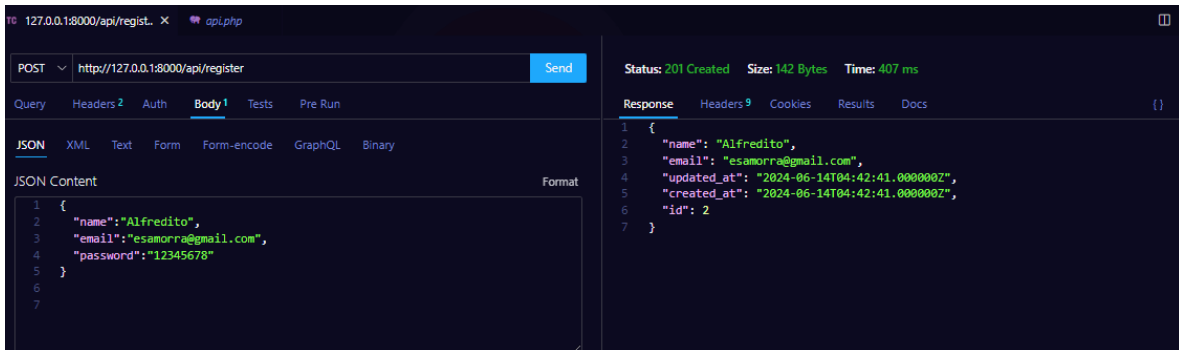 TC 127.0.0.1:8000/api/regist.. × api.php
POST http://127.0.0.1:8000/api/register Send
Query Headers 2 Auth Body 1 Tests Pre Run
JSON XML Text Form Form-encode GraphQL Binary
JSON Content Format
1 {
2 "name":"Alfredito",
3 "email":"esamorra@gmail.com",
4 "password":"12345678"
5 }
6
7
Status: 201 Created Size: 142 Bytes Time: 407 ms
Response Headers 9 Cookies Results Docs {}
1 {
2 "name": "Alfredito",
3 "email": "esamorra@gmail.com",
4 "updated_at": "2024-06-14T04:42:41.000000Z",
5 "created_at": "2024-06-14T04:42:41.000000Z",
6 "id": 2
7 }